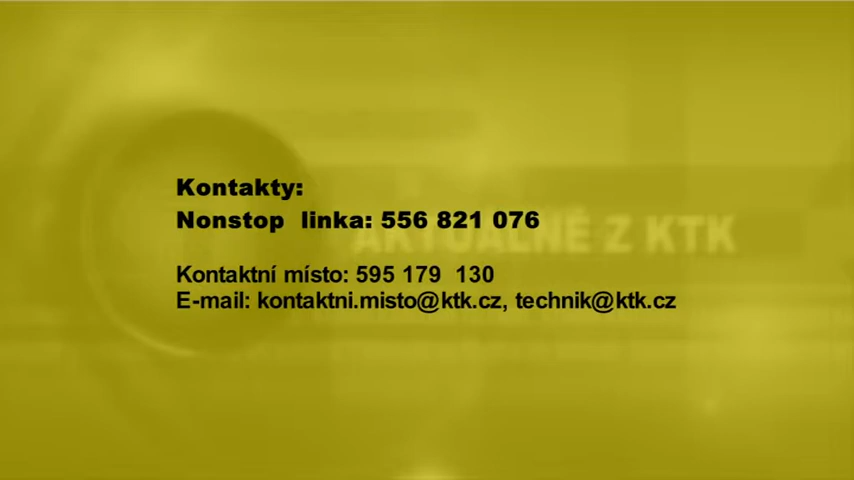 Kontakty:
Nonstop linka: 556 821 076
AKTUÁLNĚ Z KTK
Kontaktní místo: 595 179 130
E-mail: kontaktni.misto@ktk.cz, technik@ktk.cz